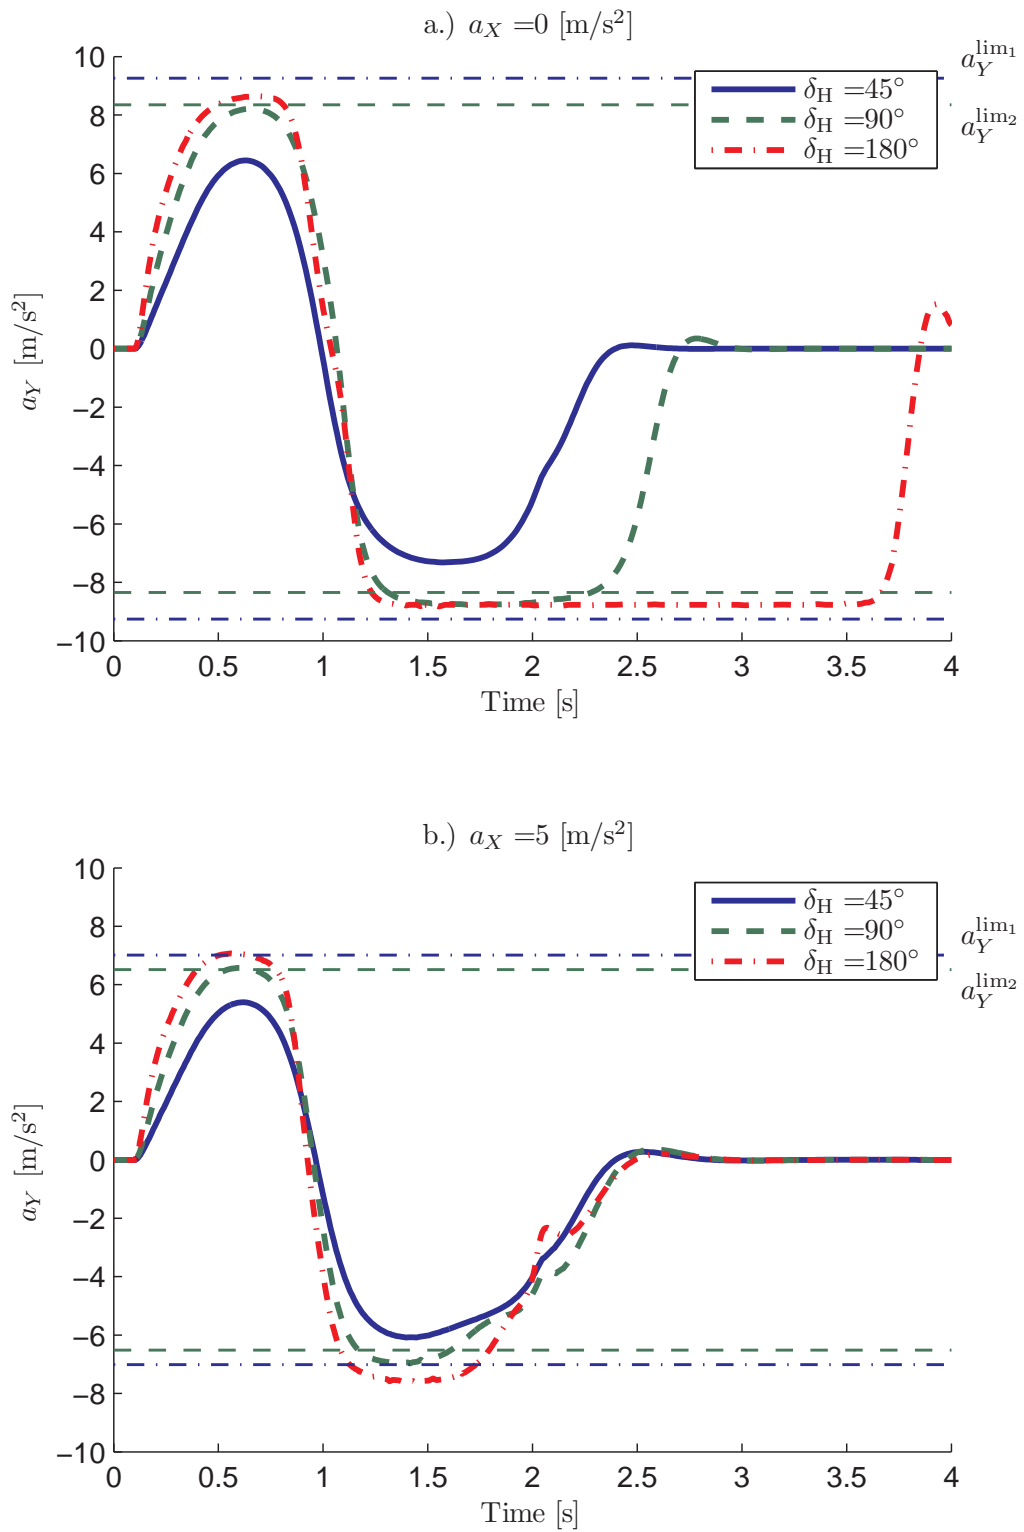 a.) a_X =0 [m/s²]
a_Y^lim₁
a_Y^lim₂
δ_H =45°
δ_H =90°
δ_H =180°
10
8
6
4
2
0
−2
−4
−6
−8
−10
a_Y [m/s²]
0 0.5 1 1.5 2 2.5 3 3.5 4
Time [s]
b.) a_X =5 [m/s²]
δ_H =45°
δ_H =90°
δ_H =180°
a_Y^lim₁
a_Y^lim₂
10
8
6
4
2
0
−2
−4
−6
−8
−10
a_Y [m/s²]
0 0.5 1 1.5 2 2.5 3 3.5 4
Time [s]